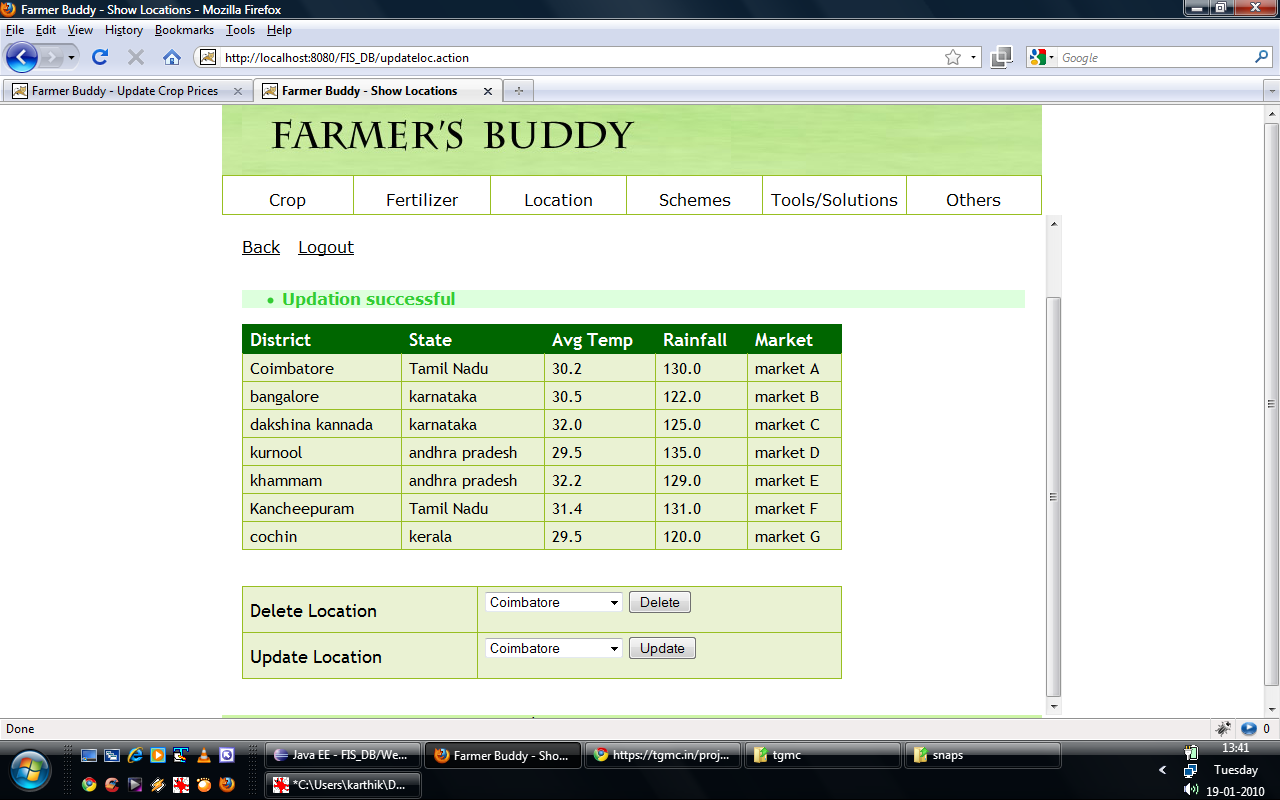 Farmer Buddy - Show Locations - Mozilla Firefox
File Edit View History Bookmarks Tools Help
http://localhost:8080/FIS_DB/updateloc.action
Google
Farmer Buddy - Update Crop Prices
Farmer Buddy - Show Locations
FARMER'S BUDDY
Crop Fertilizer Location Schemes Tools/Solutions Others
Back Logout
• Updation successful
District State Avg Temp Rainfall Market
Coimbatore Tamil Nadu 30.2 130.0 market A
bangalore karnataka 30.5 122.0 market B
dakshina kannada karnataka 32.0 125.0 market C
kurnool andhra pradesh 29.5 135.0 market D
khammam andhra pradesh 32.2 129.0 market E
Kancheepuram Tamil Nadu 31.4 131.0 market F
cochin kerala 29.5 120.0 market G
Delete Location Coimbatore Delete
Update Location Coimbatore Update
Done 0
Java EE - FIS_DB/We... Farmer Buddy - Sho... https://tgmc.in/proj... tgmc snaps
*C:\Users\karthik\D...
13:41
Tuesday
19-01-2010